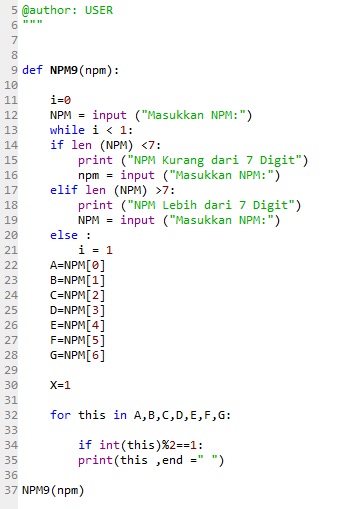 5 @author: USER
6 """
7
8
9 def NPM9(npm):
10
11     i=0
12     NPM = input ("Masukkan NPM:")
13     while i < 1:
14     if len (NPM) <7:
15         print ("NPM Kurang dari 7 Digit")
16         npm = input ("Masukkan NPM:")
17     elif len (NPM) >7:
18         print ("NPM Lebih dari 7 Digit")
19         NPM = input ("Masukkan NPM:")
20     else :
21         i = 1
22     A=NPM[0]
23     B=NPM[1]
24     C=NPM[2]
25     D=NPM[3]
26     E=NPM[4]
27     F=NPM[5]
28     G=NPM[6]
29
30     X=1
31
32     for this in A,B,C,D,E,F,G:
33
34         if int(this)%2==1:
35         print(this ,end =" ")
36
37 NPM9(npm)